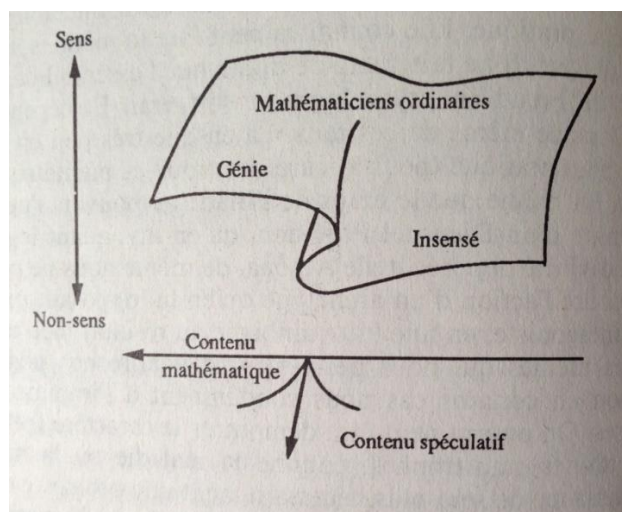 Sens
Mathématiciens ordinaires
Génie
Insensé
Non-sens
Contenu
mathématique
Contenu spéculatif